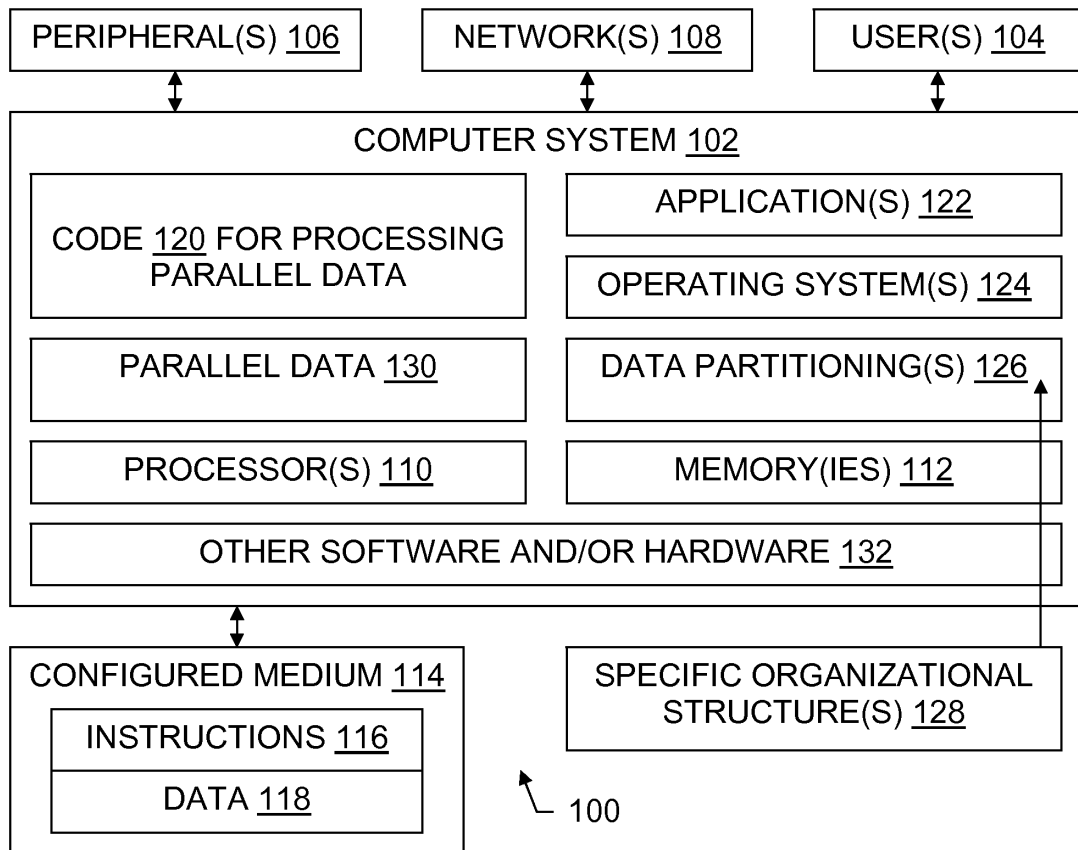 PERIPHERAL(S) 106
NETWORK(S) 108
USER(S) 104
COMPUTER SYSTEM 102
CODE 120 FOR PROCESSING
PARALLEL DATA
APPLICATION(S) 122
OPERATING SYSTEM(S) 124
PARALLEL DATA 130
DATA PARTITIONING(S) 126
PROCESSOR(S) 110
MEMORY(IES) 112
OTHER SOFTWARE AND/OR HARDWARE 132
CONFIGURED MEDIUM 114
INSTRUCTIONS 116
DATA 118
SPECIFIC ORGANIZATIONAL
STRUCTURE(S) 128
100